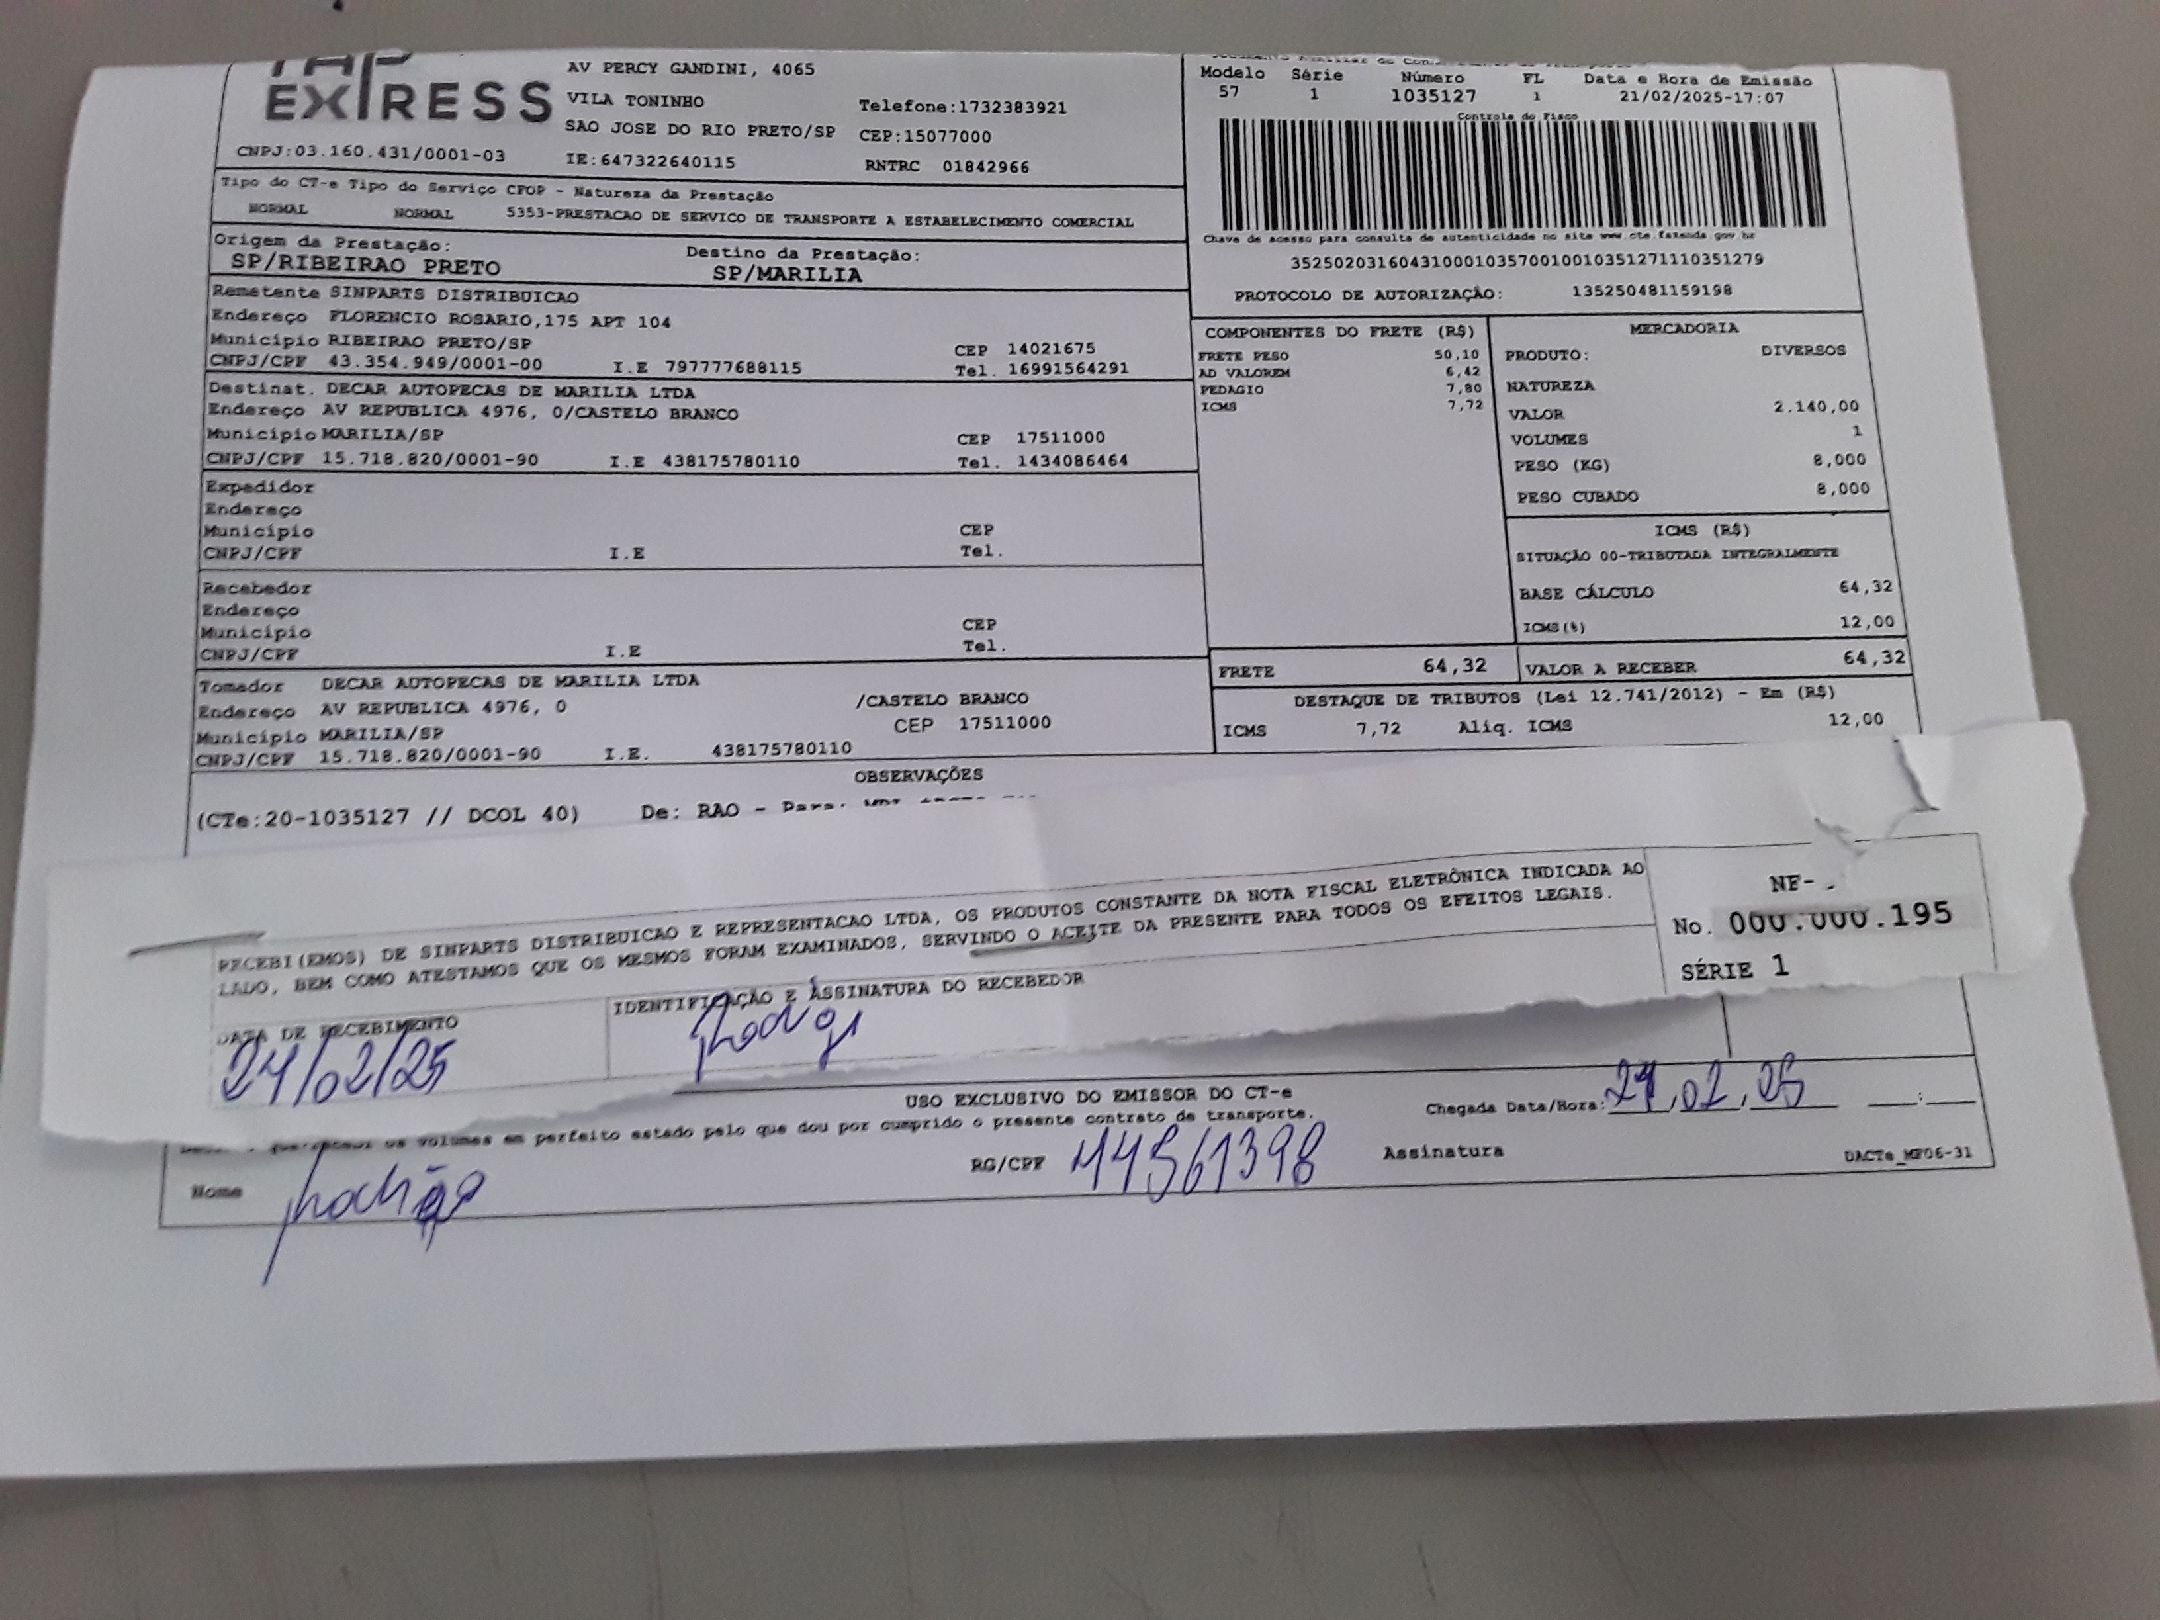 EXPRESS
AV PERCY GANDINI, 4065
VILA TONINHO
Telefone:1732383921
SAO JOSE DO RIO PRETO/SP CEP:15077000
CNPJ:03.160.431/0001-03 IE:647322640115 RNTRC 01842966
Modelo Série Número FL Data e Hora de Emissão
57 1 1035127 1 21/02/2025-17:07
Controle do Fisco
Chave de acesso para consulta de autenticidade no site www.cte.fazenda.gov.br
35250203160431000103570010010351271110351279
PROTOCOLO DE AUTORIZAÇÃO: 135250481159198
Tipo do CT-e Tipo do Serviço CFOP - Natureza da Prestação
NORMAL NORMAL 5353-PRESTACAO DE SERVICO DE TRANSPORTE A ESTABELECIMENTO COMERCIAL
Origem da Prestação: Destino da Prestação:
SP/RIBEIRAO PRETO SP/MARILIA
Remetente SINPARTS DISTRIBUICAO
Endereço FLORENCIO ROSARIO,175 APT 104
Município RIBEIRAO PRETO/SP CEP 14021675
CNPJ/CPF 43.354.949/0001-00 I.E 797777688115 Tel. 16991564291
Destinat. DECAR AUTOPECAS DE MARILIA LTDA
Endereço AV REPUBLICA 4976, 0/CASTELO BRANCO
Município MARILIA/SP CEP 17511000
CNPJ/CPF 15.718.820/0001-90 I.E 438175780110 Tel. 1434086464
Expedidor
Endereço
Município CEP
CNPJ/CPF I.E Tel.
Recebedor
Endereço
Município CEP
CNPJ/CPF I.E Tel.
Tomador DECAR AUTOPECAS DE MARILIA LTDA
Endereço AV REPUBLICA 4976, 0 /CASTELO BRANCO
Município MARILIA/SP CEP 17511000
CNPJ/CPF 15.718.820/0001-90 I.E. 438175780110
COMPONENTES DO FRETE (R$)
FRETE PESO 50,10
AD VALOREM 6,42
PEDAGIO 7,80
ICMS 7,72
MERCADORIA
PRODUTO: DIVERSOS
NATUREZA
VALOR 2.140,00
VOLUMES 1
PESO (KG) 8,000
PESO CUBADO 8,000
ICMS (R$)
SITUAÇÃO 00-TRIBUTADA INTEGRALMENTE
BASE CÁLCULO 64,32
ICMS(%) 12,00
FRETE 64,32 VALOR A RECEBER 64,32
DESTAQUE DE TRIBUTOS (Lei 12.741/2012) - Em (R$)
ICMS 7,72 Aliq. ICMS 12,00
OBSERVAÇÕES
(CTe:20-1035127 // DCOL 40) De: RAO - Para:
RECEBI(EMOS) DE SINPARTS DISTRIBUICAO E REPRESENTACAO LTDA, OS PRODUTOS CONSTANTE DA NOTA FISCAL ELETRÔNICA INDICADA AO
LADO, BEM COMO ATESTAMOS QUE OS MESMOS FORAM EXAMINADOS, SERVINDO O ACEITE DA PRESENTE PARA TODOS OS EFEITOS LEGAIS.
NF-
No. 000.000.195
SÉRIE 1
DATA DE RECEBIMENTO IDENTIFICAÇÃO E ASSINATURA DO RECEBEDOR
24/02/25
USO EXCLUSIVO DO EMISSOR DO CT-e
os volumes em perfeito estado pelo que dou por cumprido o presente contrato de transporte.
Chegada Data/Hora: 24,02,25 :
Nome RG/CPF 44561398 Assinatura
DACTe_MF06-31